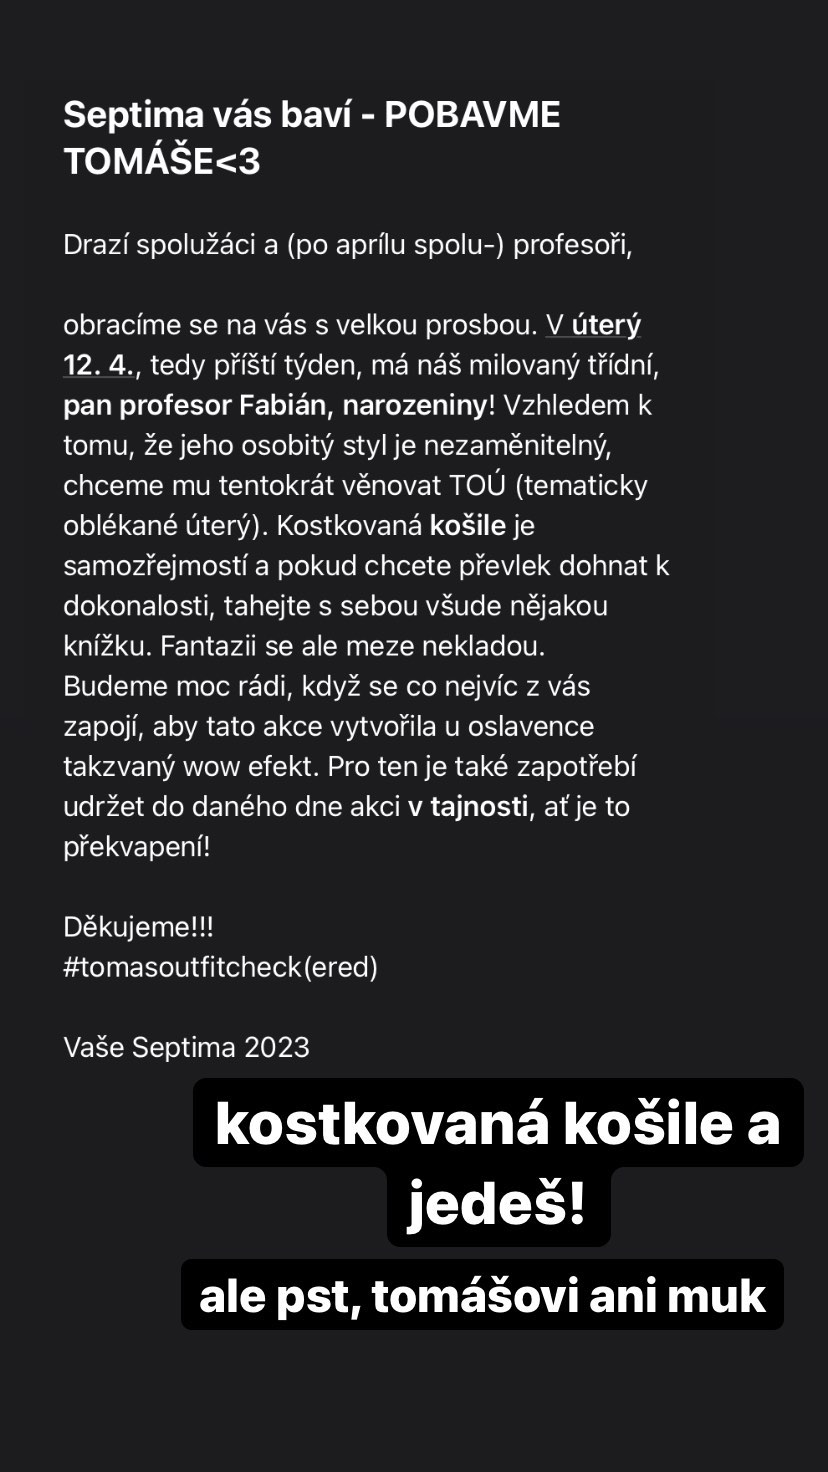 Septima vás baví - POBAVME
TOMÁŠE<3
Drazí spolužáci a (po aprílu spolu-) profesoři,
obracíme se na vás s velkou prosbou. V úterý
12. 4., tedy příští týden, má náš milovaný třídní,
pan profesor Fabián, narozeniny! Vzhledem k
tomu, že jeho osobitý styl je nezaměnitelný,
chceme mu tentokrát věnovat TOÚ (tematicky
oblékané úterý). Kostkovaná košile je
samozřejmostí a pokud chcete převlek dohnat k
dokonalosti, tahejte s sebou všude nějakou
knížku. Fantazii se ale meze nekladou.
Budeme moc rádi, když se co nejvíc z vás
zapojí, aby tato akce vytvořila u oslavence
takzvaný wow efekt. Pro ten je také zapotřebí
udržet do daného dne akci v tajnosti, ať je to
překvapení!
Děkujeme!!!
#tomasoutfitcheck(ered)
Vaše Septima 2023
kostkovaná košile a
jedeš!
ale pst, tomášovi ani muk